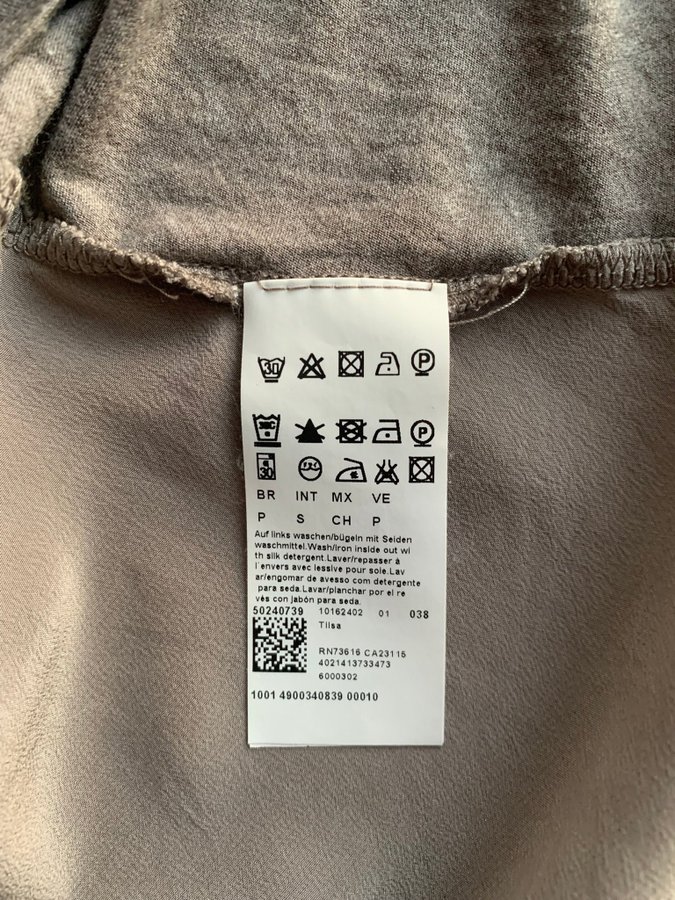 30 P
30C P
30
BR INT MX VE
P S CH P
Auf links waschen/bügeln mit Seiden
waschmittel.Wash/iron inside out wi
th silk detergent.Laver/repasser à
l'envers avec lessive pour soie.Lav
ar/engomar de avesso com detergente
para seda.Lavar/planchar por el re
vés con jabón para seda.
50240739 10162402 01 038
Tilsa
RN73616 CA23115
4021413733473
6000302
1001 4900340839 00010